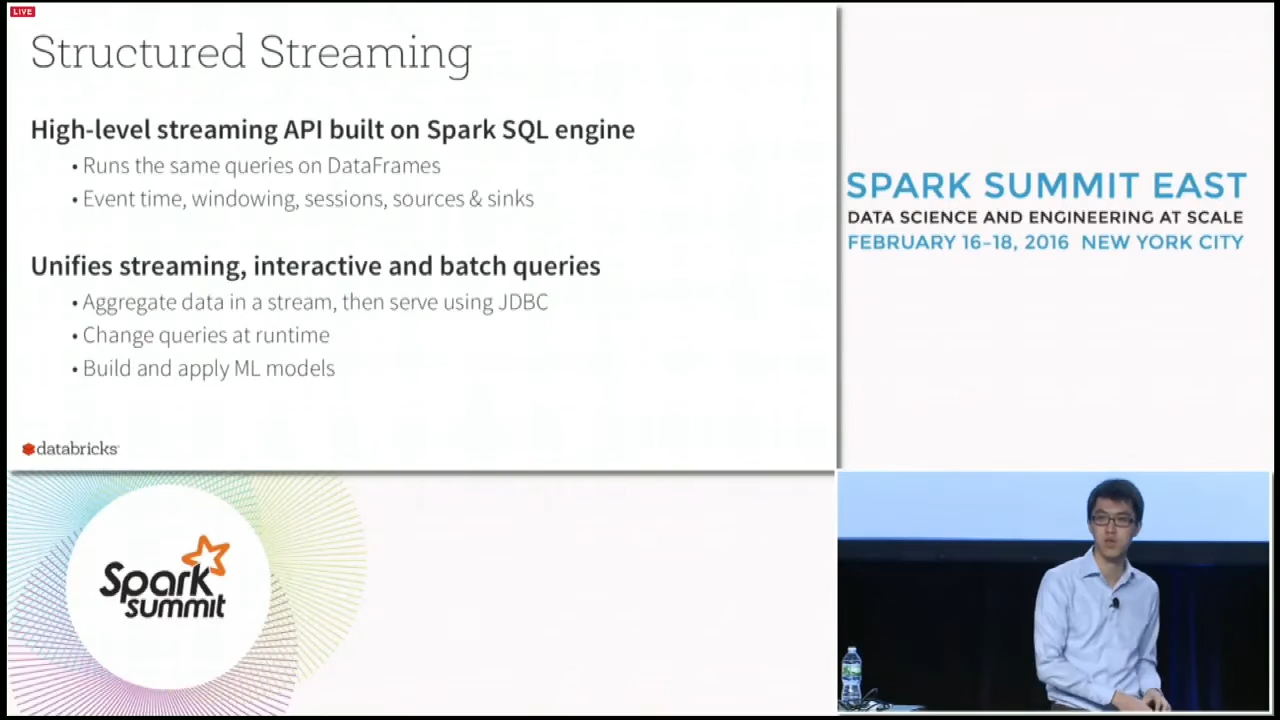 LIVE
Structured Streaming
High-level streaming API built on Spark SQL engine
• Runs the same queries on DataFrames
• Event time, windowing, sessions, sources & sinks
Unifies streaming, interactive and batch queries
• Aggregate data in a stream, then serve using JDBC
• Change queries at runtime
• Build and apply ML models
databricks
SPARK SUMMIT EAST
DATA SCIENCE AND ENGINEERING AT SCALE
FEBRUARY 16–18, 2016 NEW YORK CITY
Spark
summit